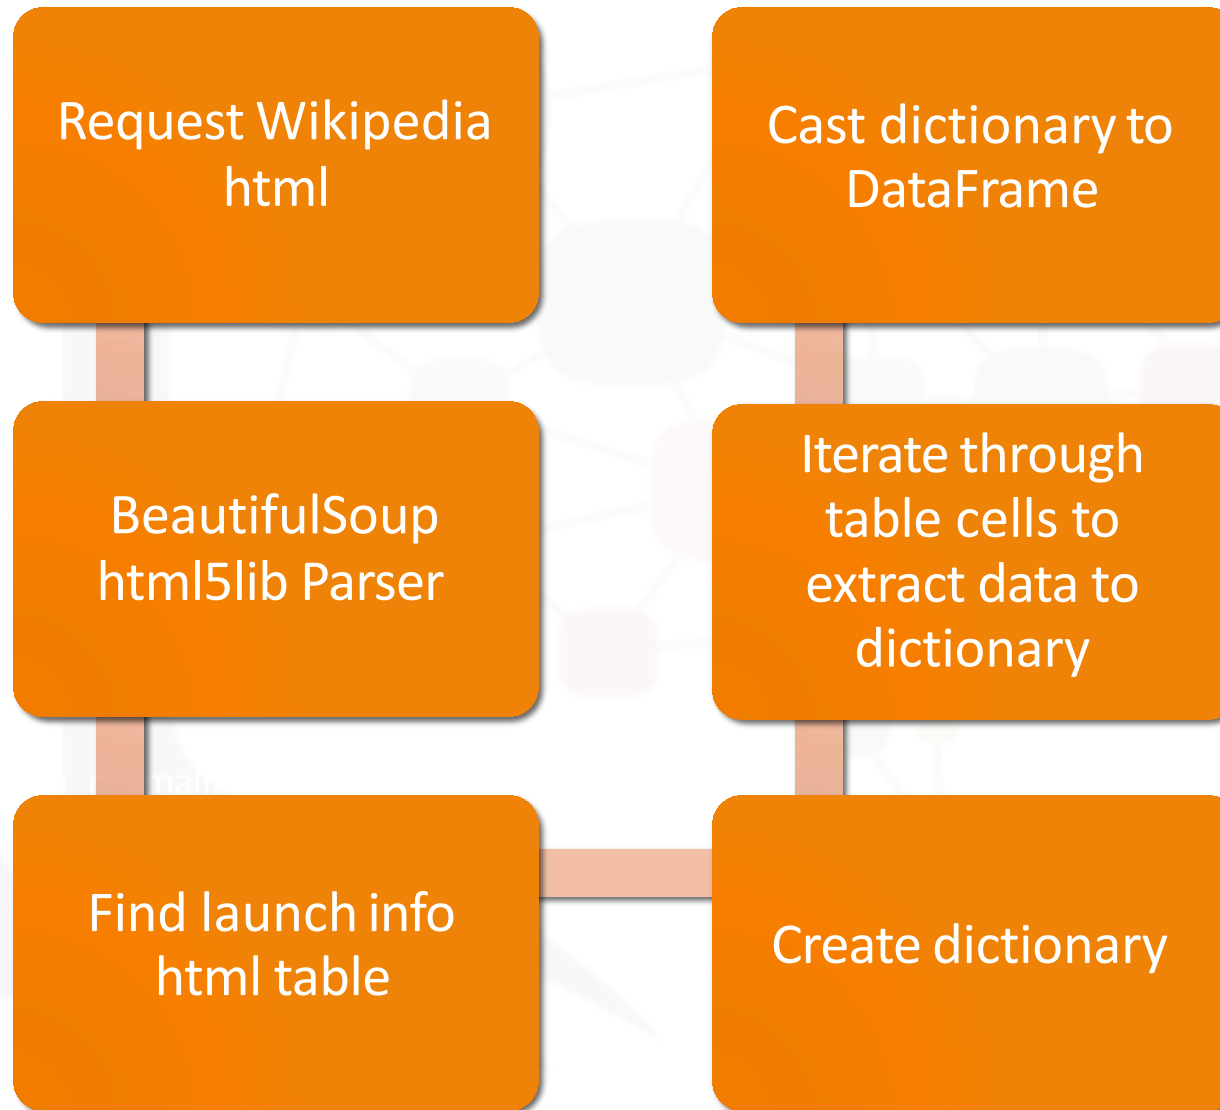 Request Wikipedia
html
BeautifulSoup
html5lib Parser
Find launch info
html table
Create dictionary
Iterate through
table cells to
extract data to
dictionary
Cast dictionary to
DataFrame